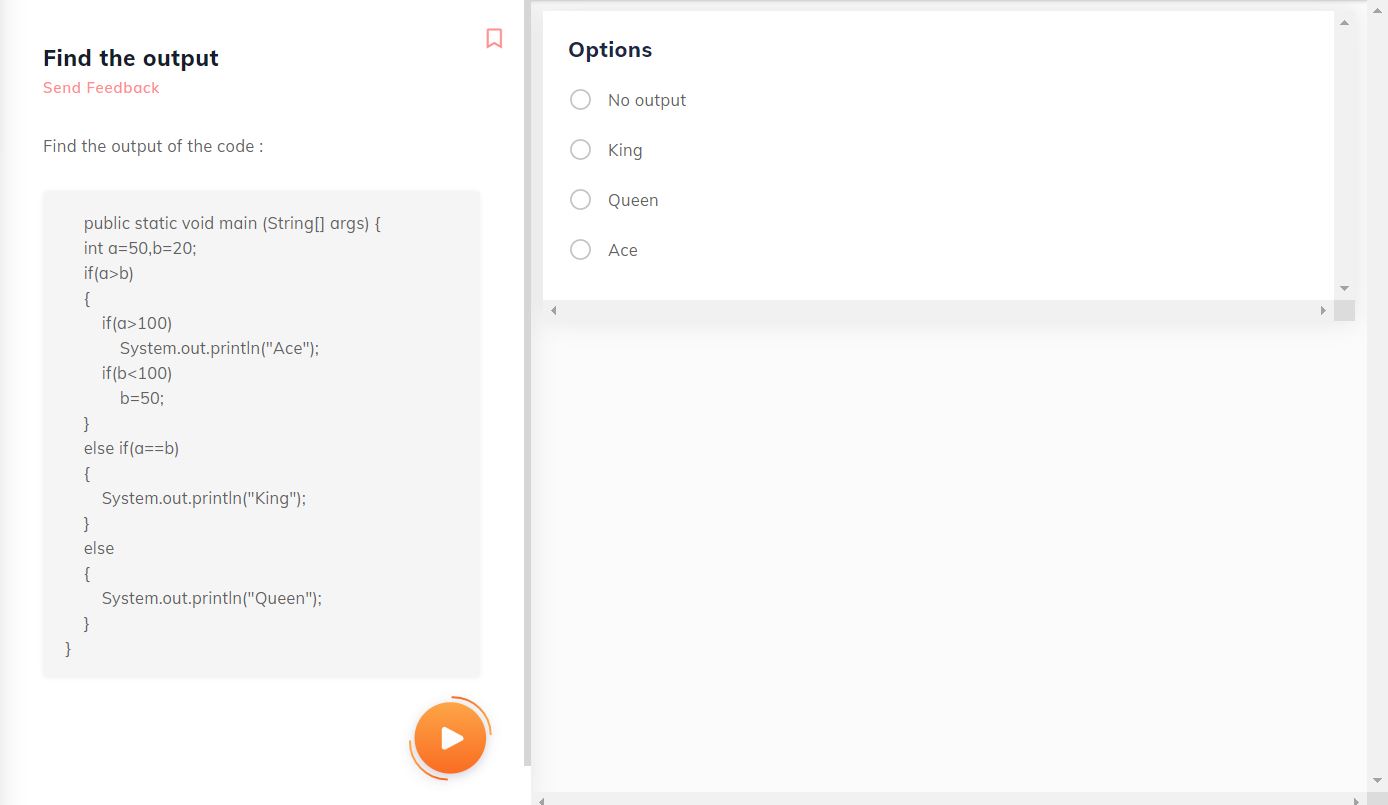 Find the output
Send Feedback
Find the output of the code :
public static void main (String[] args) {
int a=50,b=20;
if(a>b)
{
if(a>100)
System.out.println("Ace");
if(b<100)
b=50;
}
else if(a==b)
{
System.out.println("King");
}
else
{
System.out.println("Queen");
}
}
Options
No output
King
Queen
Ace